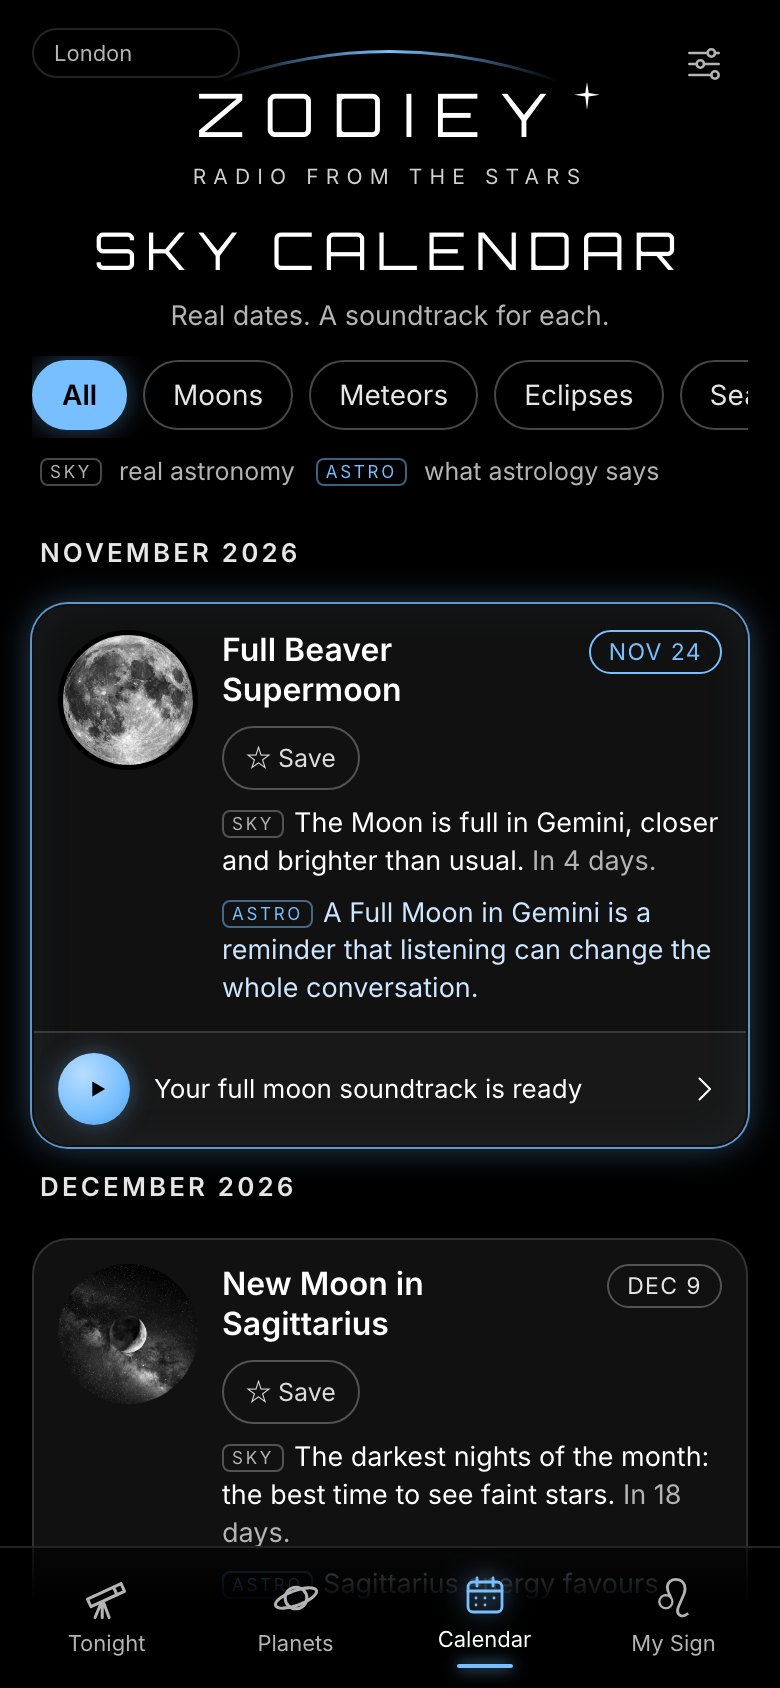 London
ZODIEY
RADIO FROM THE STARS
SKY CALENDAR
Real dates. A soundtrack for each.
All Moons Meteors Eclipses Sea
SKY real astronomy ASTRO what astrology says
NOVEMBER 2026
Full Beaver
Supermoon
NOV 24
☆ Save
SKY The Moon is full in Gemini, closer
and brighter than usual. In 4 days.
ASTRO A Full Moon in Gemini is a
reminder that listening can change the
whole conversation.
Your full moon soundtrack is ready
DECEMBER 2026
New Moon in
Sagittarius
DEC 9
☆ Save
SKY The darkest nights of the month:
the best time to see faint stars. In 18
days.
ASTRO Sagittarius energy favours
Tonight Planets Calendar My Sign